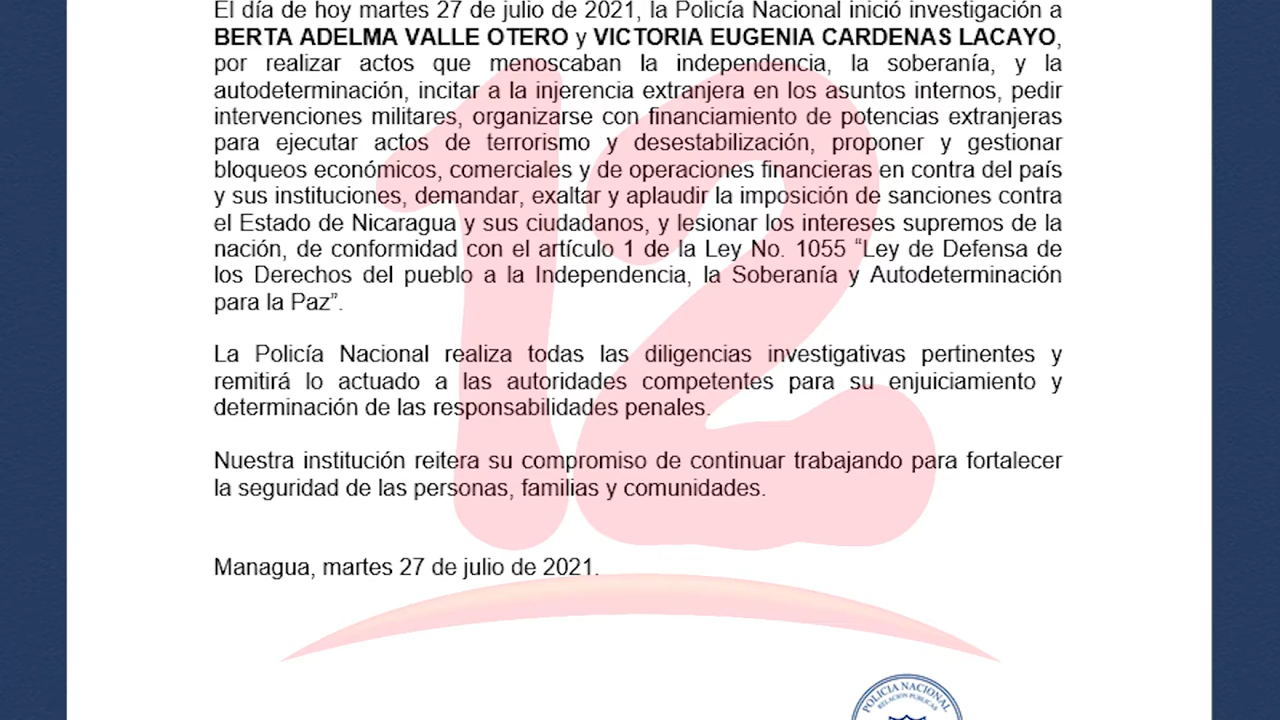 El día de hoy martes 27 de julio de 2021, la Policía Nacional inició investigación a
BERTA ADELMA VALLE OTERO y VICTORIA EUGENIA CARDENAS LACAYO,
por realizar actos que menoscaban la independencia, la soberanía, y la
autodeterminación, incitar a la injerencia extranjera en los asuntos internos, pedir
intervenciones militares, organizarse con financiamiento de potencias extranjeras
para ejecutar actos de terrorismo y desestabilización, proponer y gestionar
bloqueos económicos, comerciales y de operaciones financieras en contra del país
y sus instituciones, demandar, exaltar y aplaudir la imposición de sanciones contra
el Estado de Nicaragua y sus ciudadanos, y lesionar los intereses supremos de la
nación, de conformidad con el artículo 1 de la Ley No. 1055 “Ley de Defensa de
los Derechos del pueblo a la Independencia, la Soberanía y Autodeterminación
para la Paz”.
La Policía Nacional realiza todas las diligencias investigativas pertinentes y
remitirá lo actuado a las autoridades competentes para su enjuiciamiento y
determinación de las responsabilidades penales.
Nuestra institución reitera su compromiso de continuar trabajando para fortalecer
la seguridad de las personas, familias y comunidades.
Managua, martes 27 de julio de 2021.
12
POLICIA NACIONAL
RELACION PUBLICAS